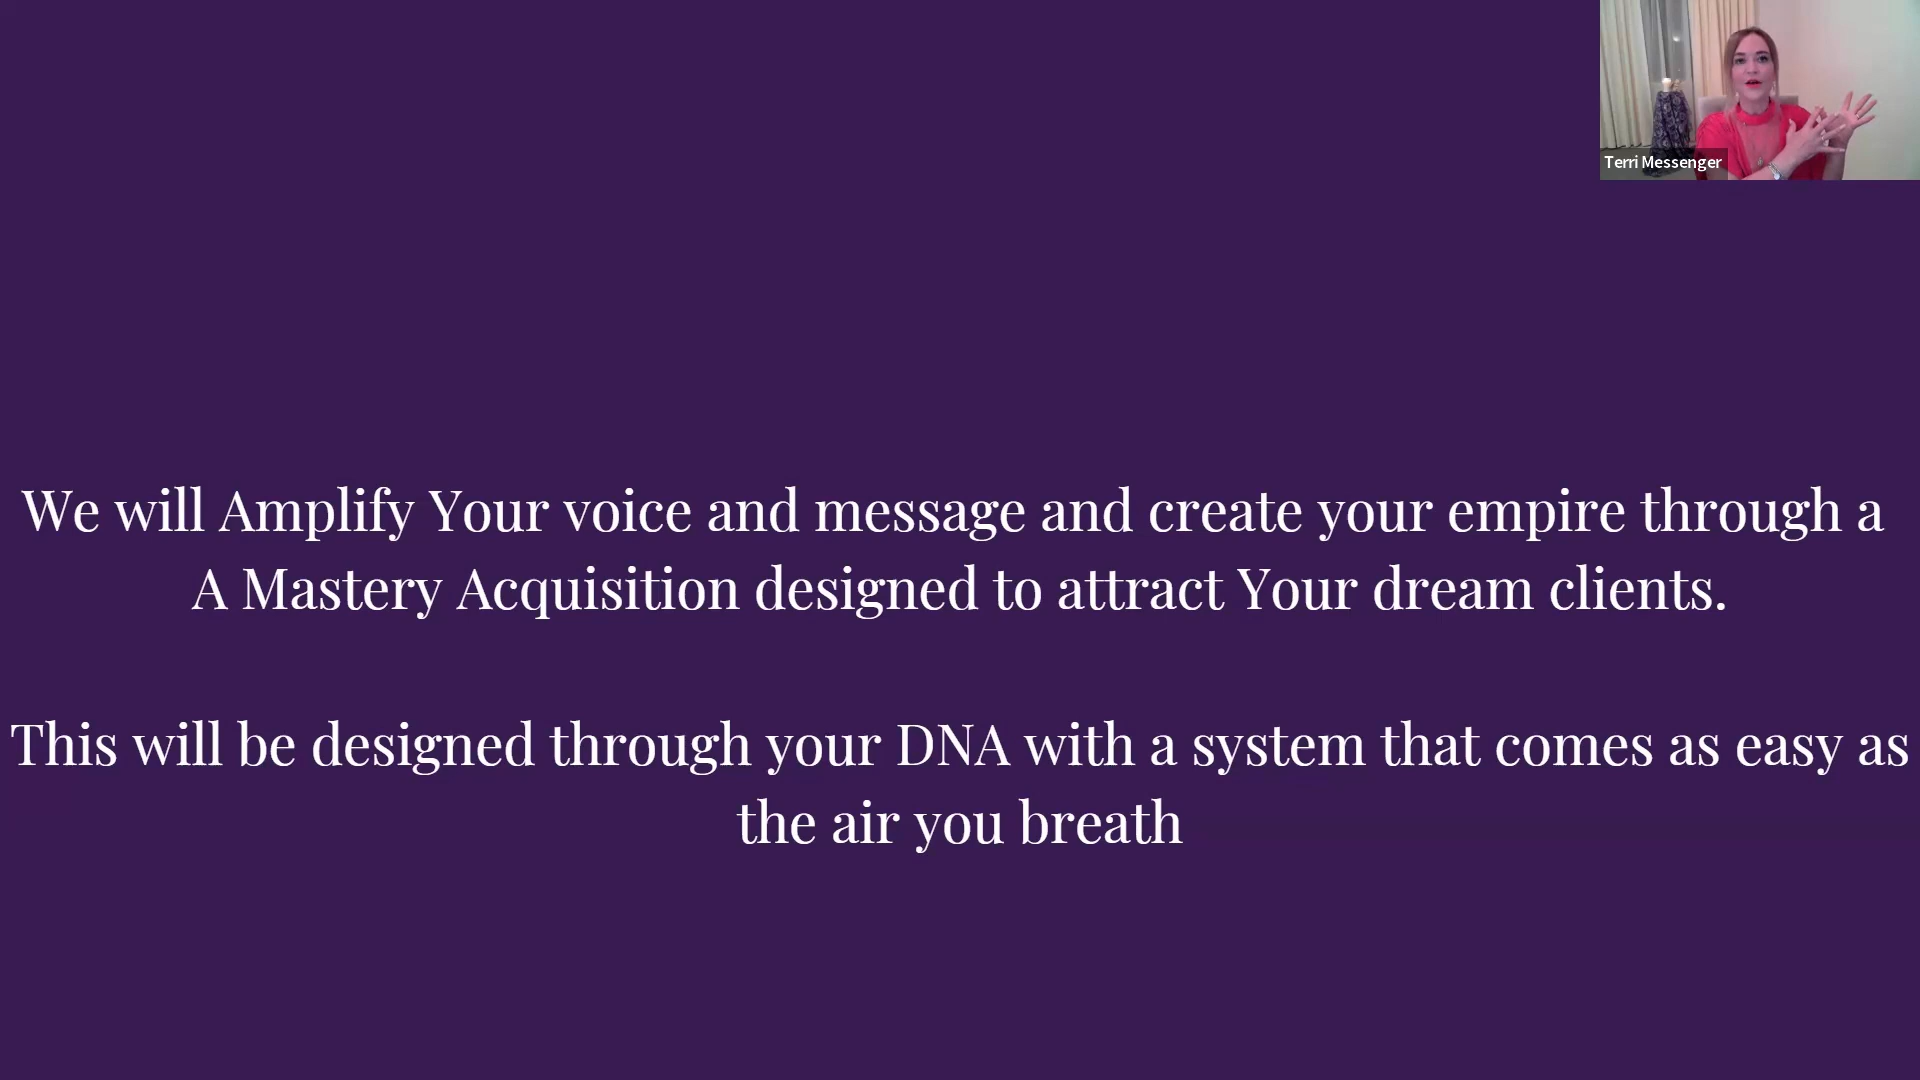 Terri Messenger
We will Amplify Your voice and message and create your empire through a
A Mastery Acquisition designed to attract Your dream clients.
This will be designed through your DNA with a system that comes as easy as
the air you breath